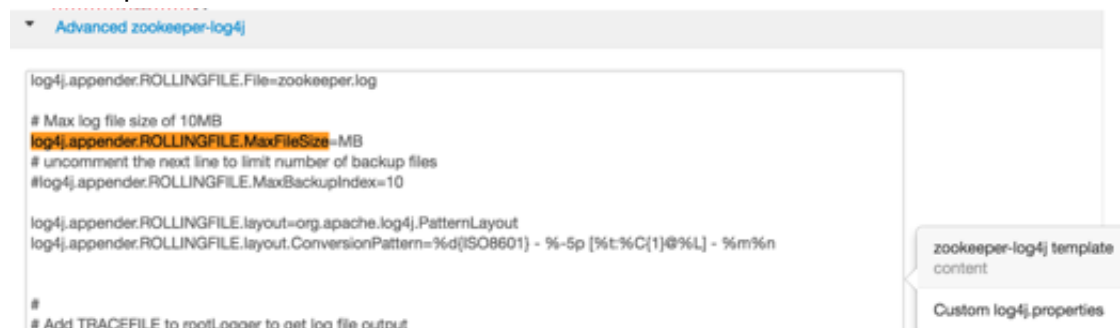 Advanced zookeeper-log4j
log4j.appender.ROLLINGFILE.File=zookeeper.log
# Max log file size of 10MB
log4j.appender.ROLLINGFILE.MaxFileSize=MB
# uncomment the next line to limit number of backup files
#log4j.appender.ROLLINGFILE.MaxBackupIndex=10
log4j.appender.ROLLINGFILE.layout=org.apache.log4j.PatternLayout
log4j.appender.ROLLINGFILE.layout.ConversionPattern=%d{ISO8601} - %-5p [%t:%C{1}@%L] - %m%n
zookeeper-log4j template
content
#
Custom log4j.properties
# Add TRACEFILE to rootLogger to get log file output